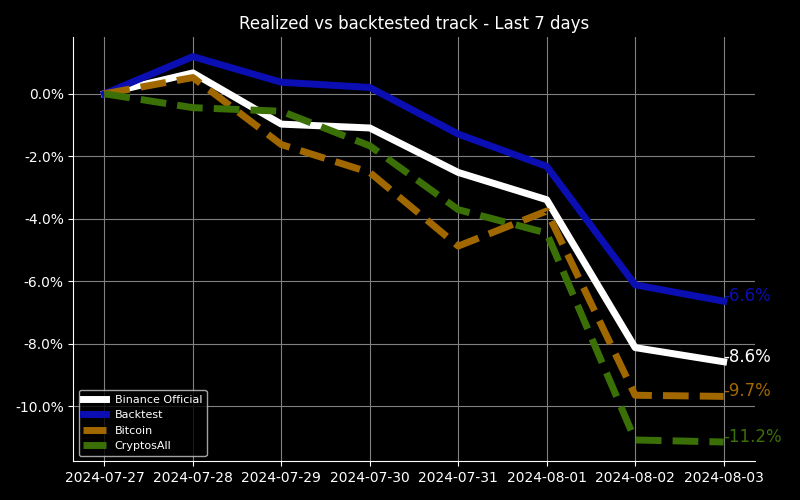 Realized vs backtested track - Last 7 days
0.0%
-2.0%
-4.0%
-6.0%
-8.0%
-10.0%
-6.6%
-8.6%
-9.7%
-11.2%
Binance Official
Backtest
Bitcoin
CryptosAll
2024-07-27 2024-07-28 2024-07-29 2024-07-30 2024-07-31 2024-08-01 2024-08-02 2024-08-03